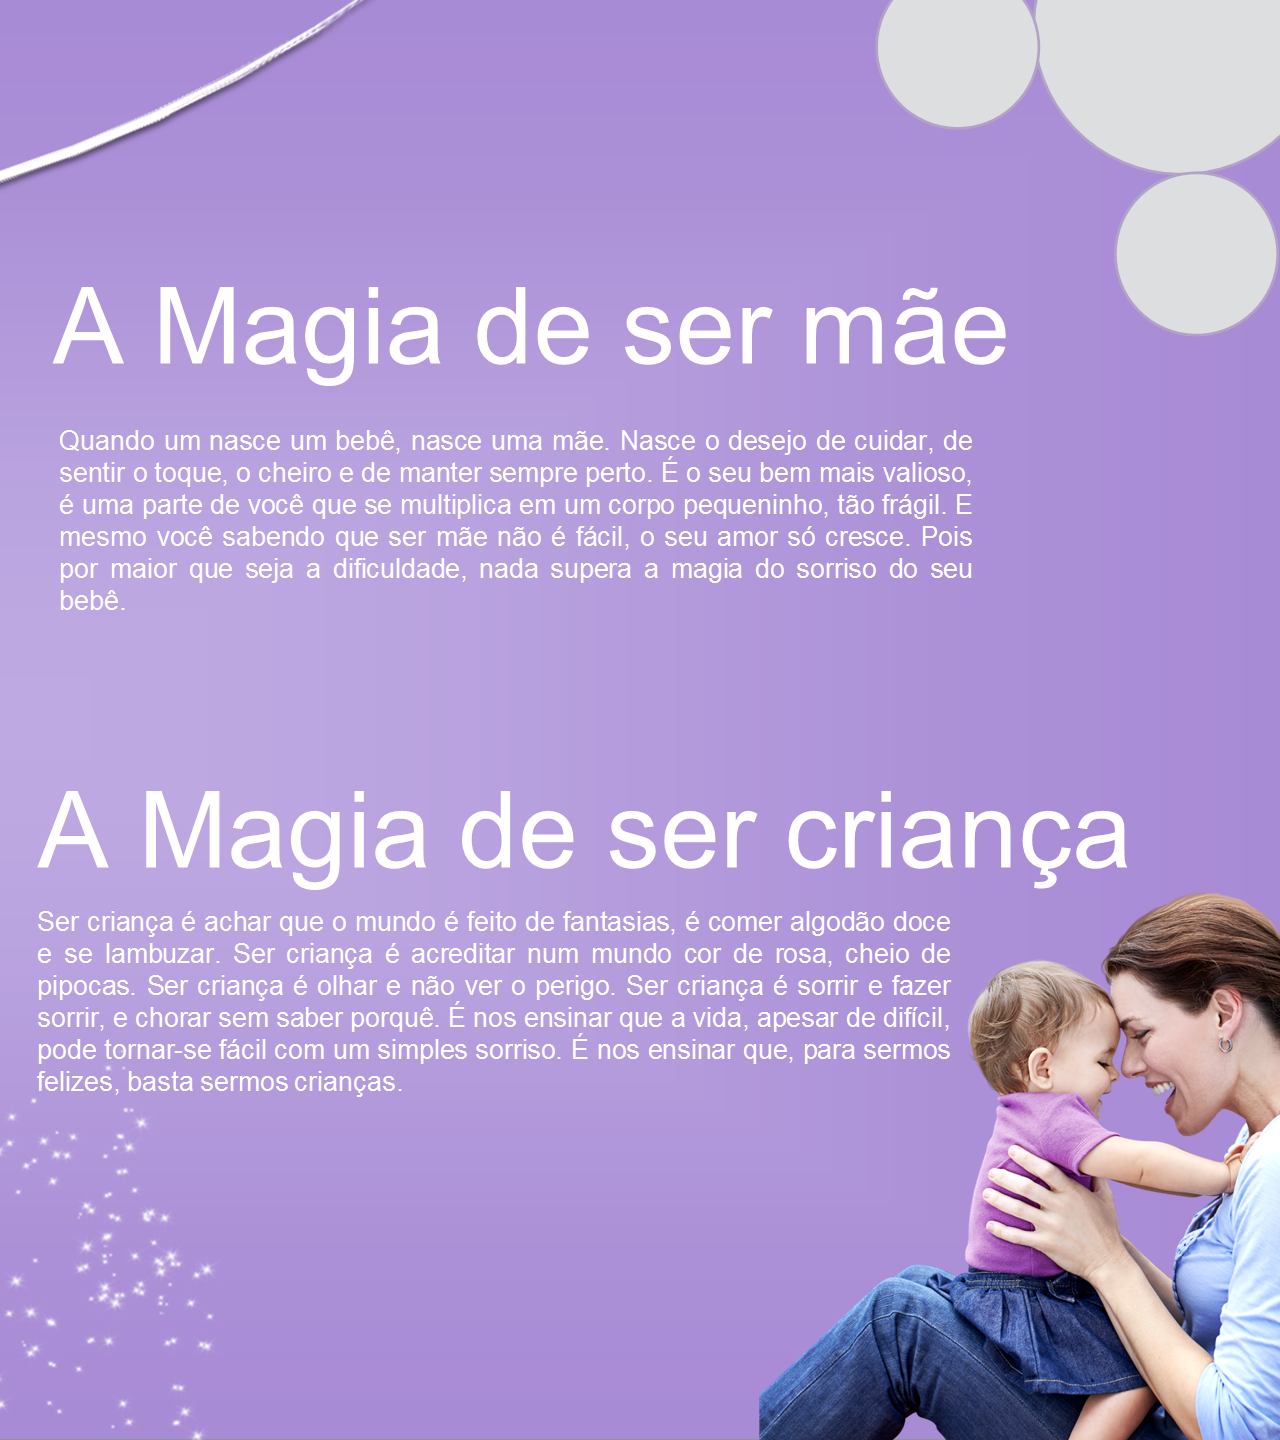 A Magia de ser mãe
Quando um nasce um bebê, nasce uma mãe. Nasce o desejo de cuidar, de
sentir o toque, o cheiro e de manter sempre perto. É o seu bem mais valioso,
é uma parte de você que se multiplica em um corpo pequeninho, tão frágil. E
mesmo você sabendo que ser mãe não é fácil, o seu amor só cresce. Pois
por maior que seja a dificuldade, nada supera a magia do sorriso do seu
bebê.
A Magia de ser criança
Ser criança é achar que o mundo é feito de fantasias, é comer algodão doce
e se lambuzar. Ser criança é acreditar num mundo cor de rosa, cheio de
pipocas. Ser criança é olhar e não ver o perigo. Ser criança é sorrir e fazer
sorrir, e chorar sem saber porquê. É nos ensinar que a vida, apesar de difícil,
pode tornar-se fácil com um simples sorriso. É nos ensinar que, para sermos
felizes, basta sermos crianças.